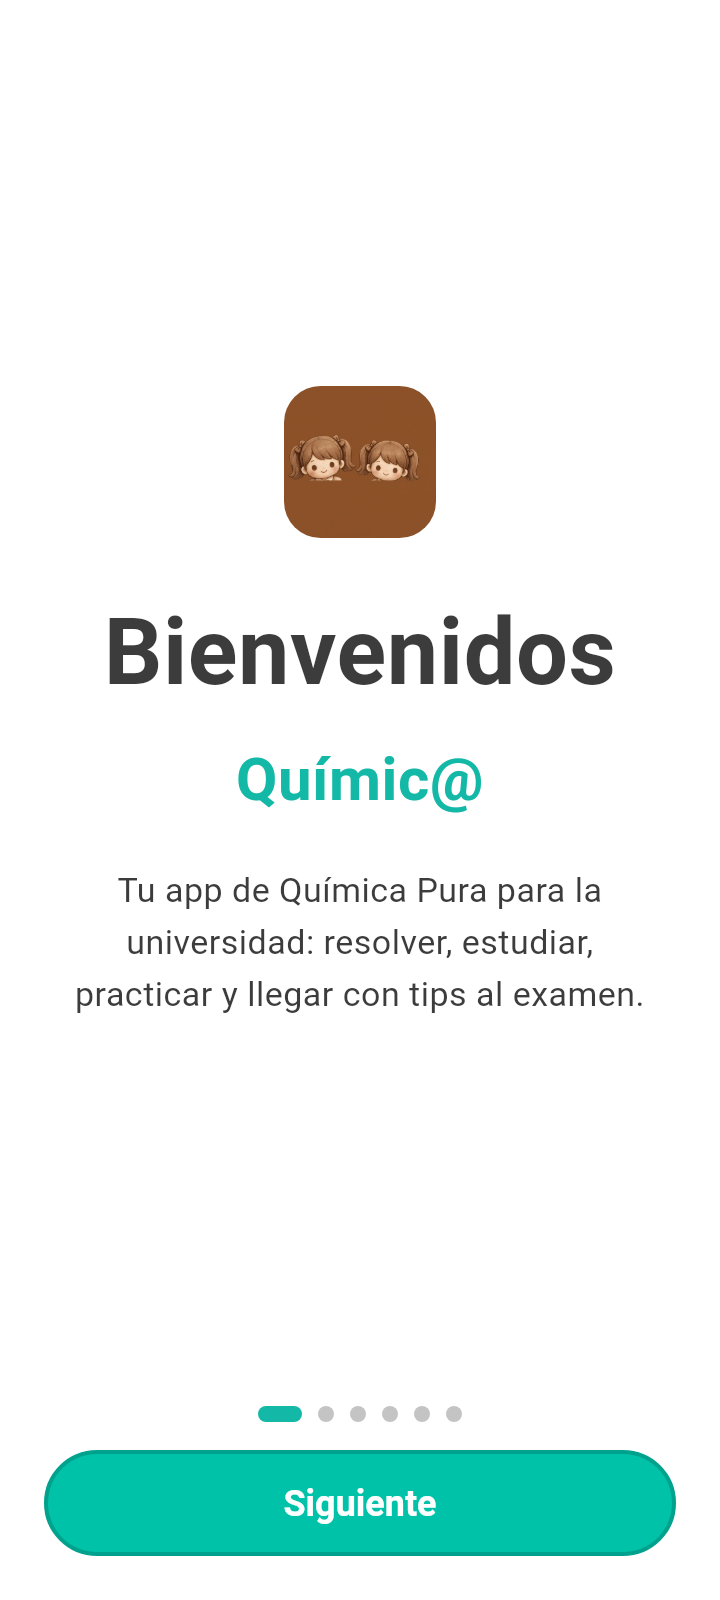 Bienvenidos
Químic@
Tu app de Química Pura para la
universidad: resolver, estudiar,
practicar y llegar con tips al examen.
Siguiente